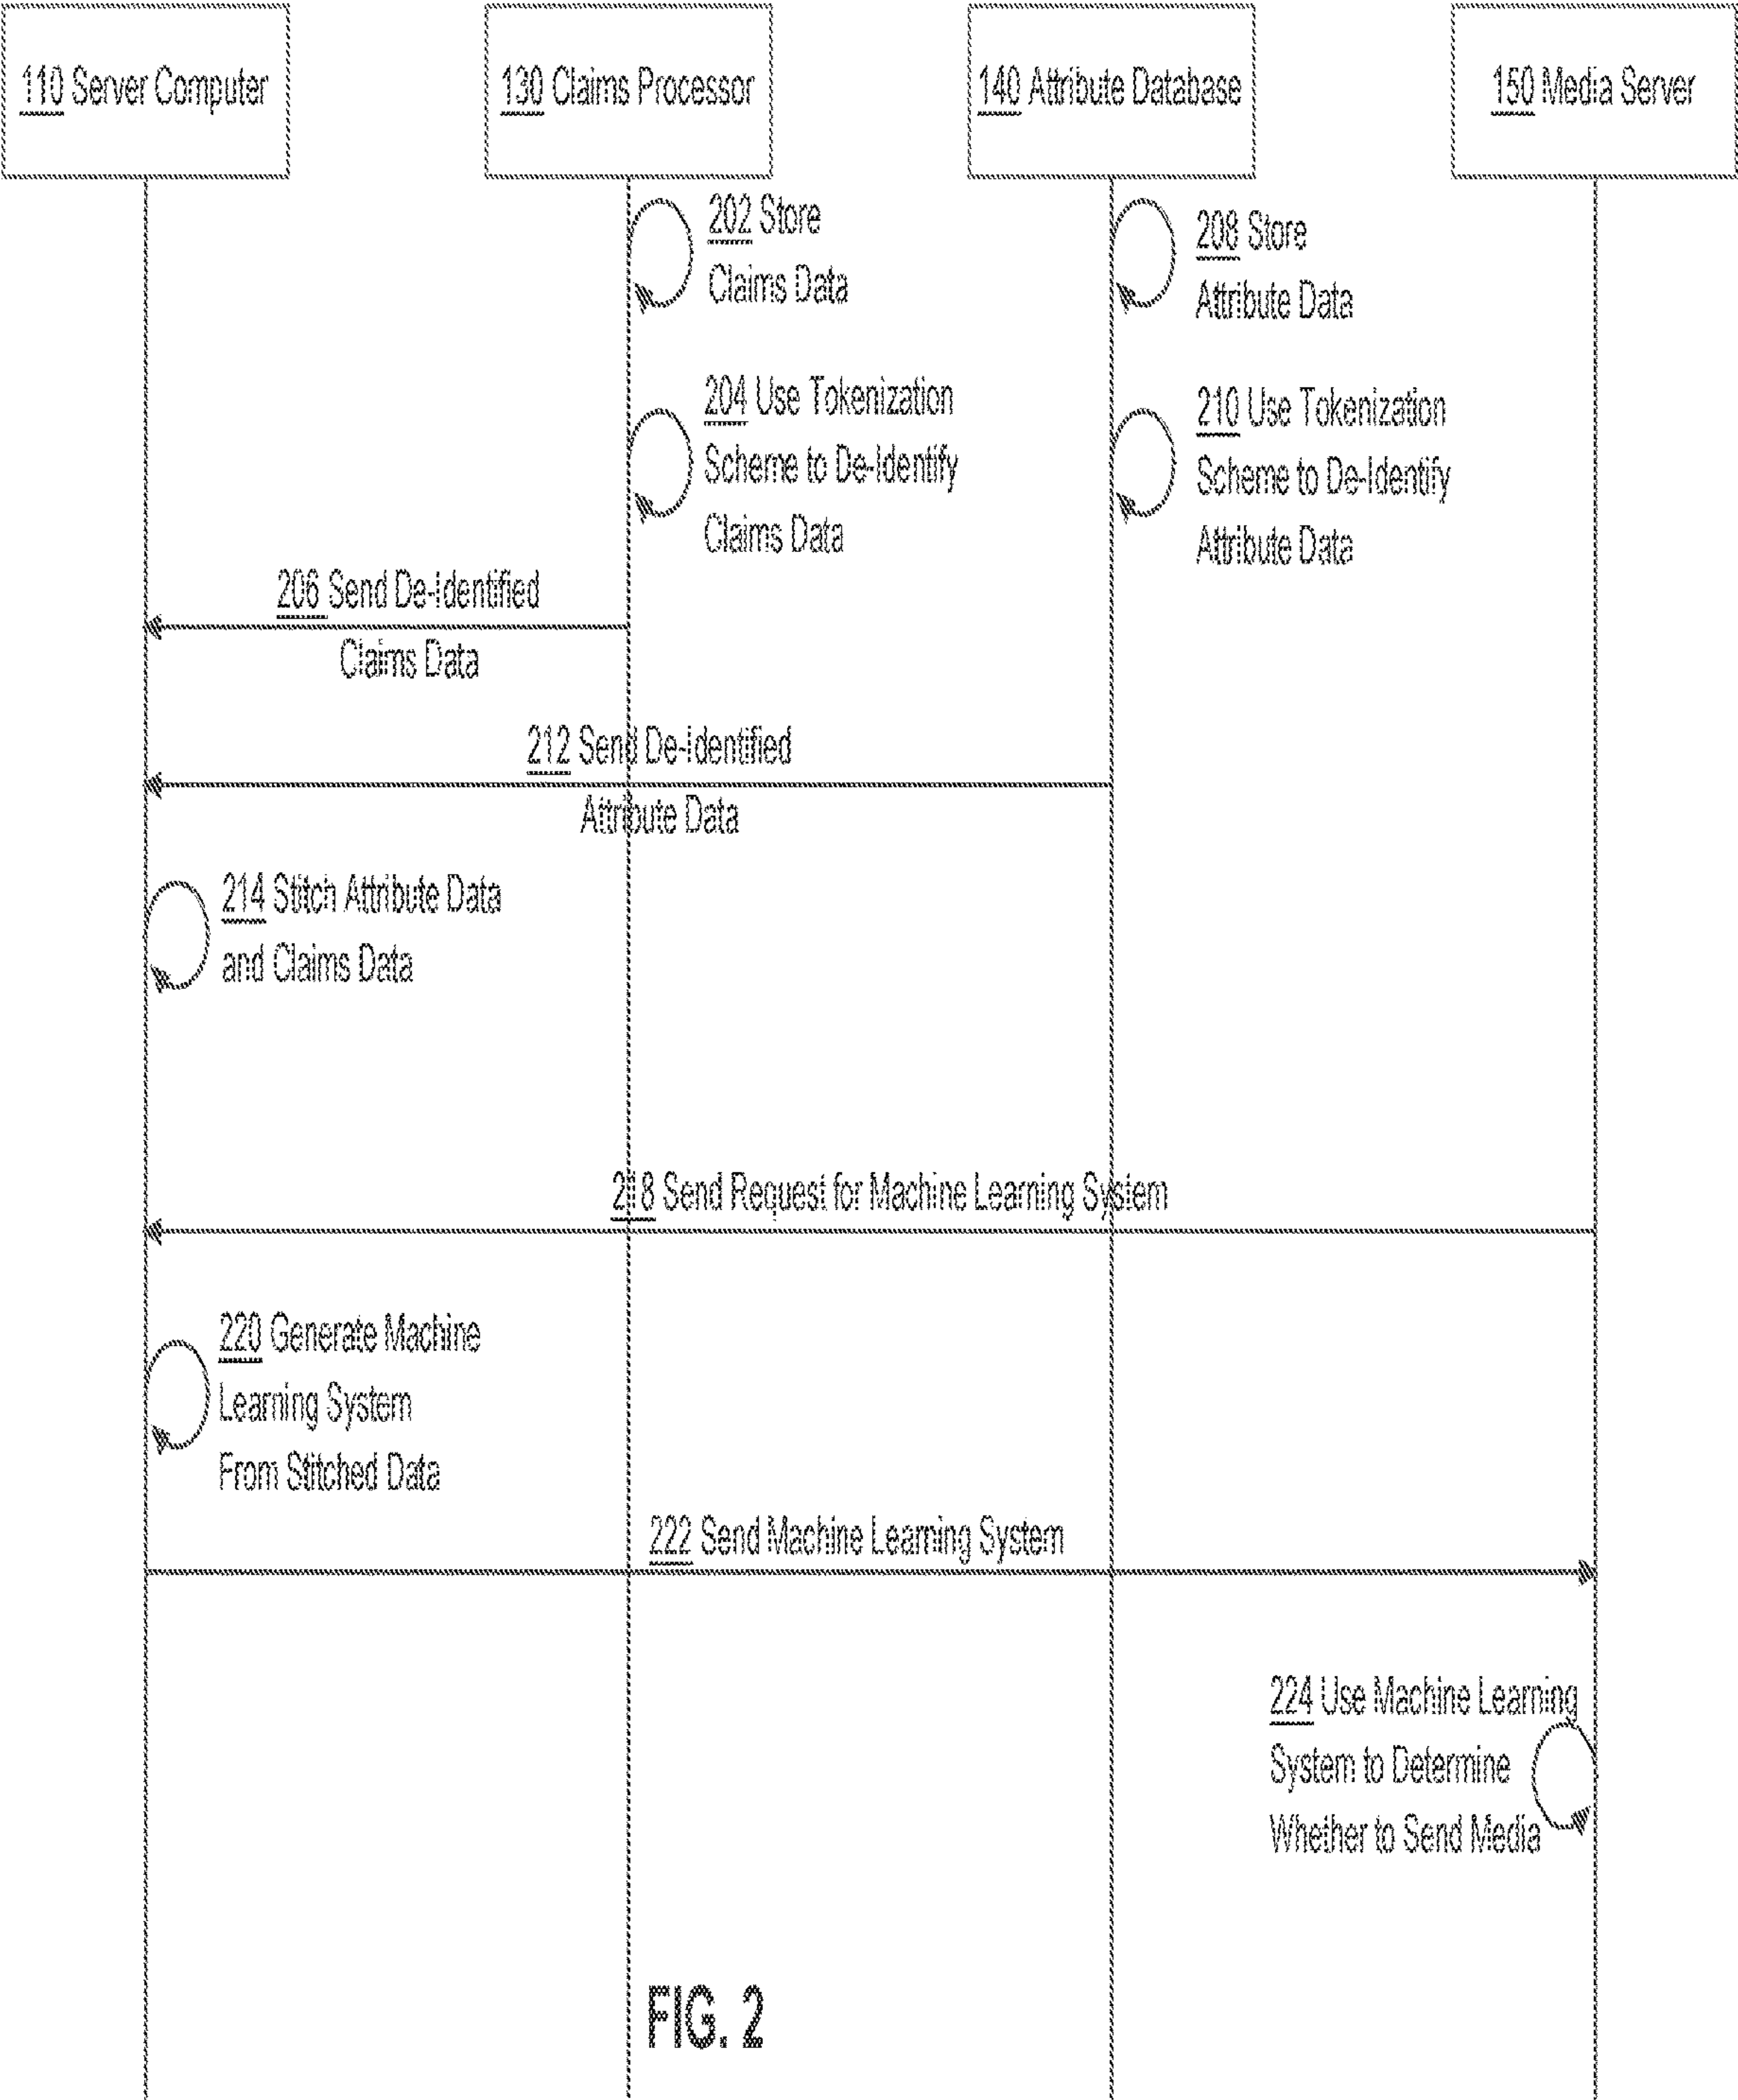 110 Server Computer
130 Claims Processor
140 Attribute Database
150 Media Server
202 Store
Claims Data
208 Store
Attribute Data
204 Use Tokenization
Scheme to De-Identify
Claims Data
210 Use Tokenization
Scheme to De-Identify
Attribute Data
206 Send De-Identified
Claims Data
212 Send De-Identified
Attribute Data
214 Stitch Attribute Data
and Claims Data
218 Send Request for Machine Learning System
220 Generate Machine
Learning System
From Stitched Data
222 Send Machine Learning System
224 Use Machine Learning
System to Determine
Whether to Send Media
FIG. 2